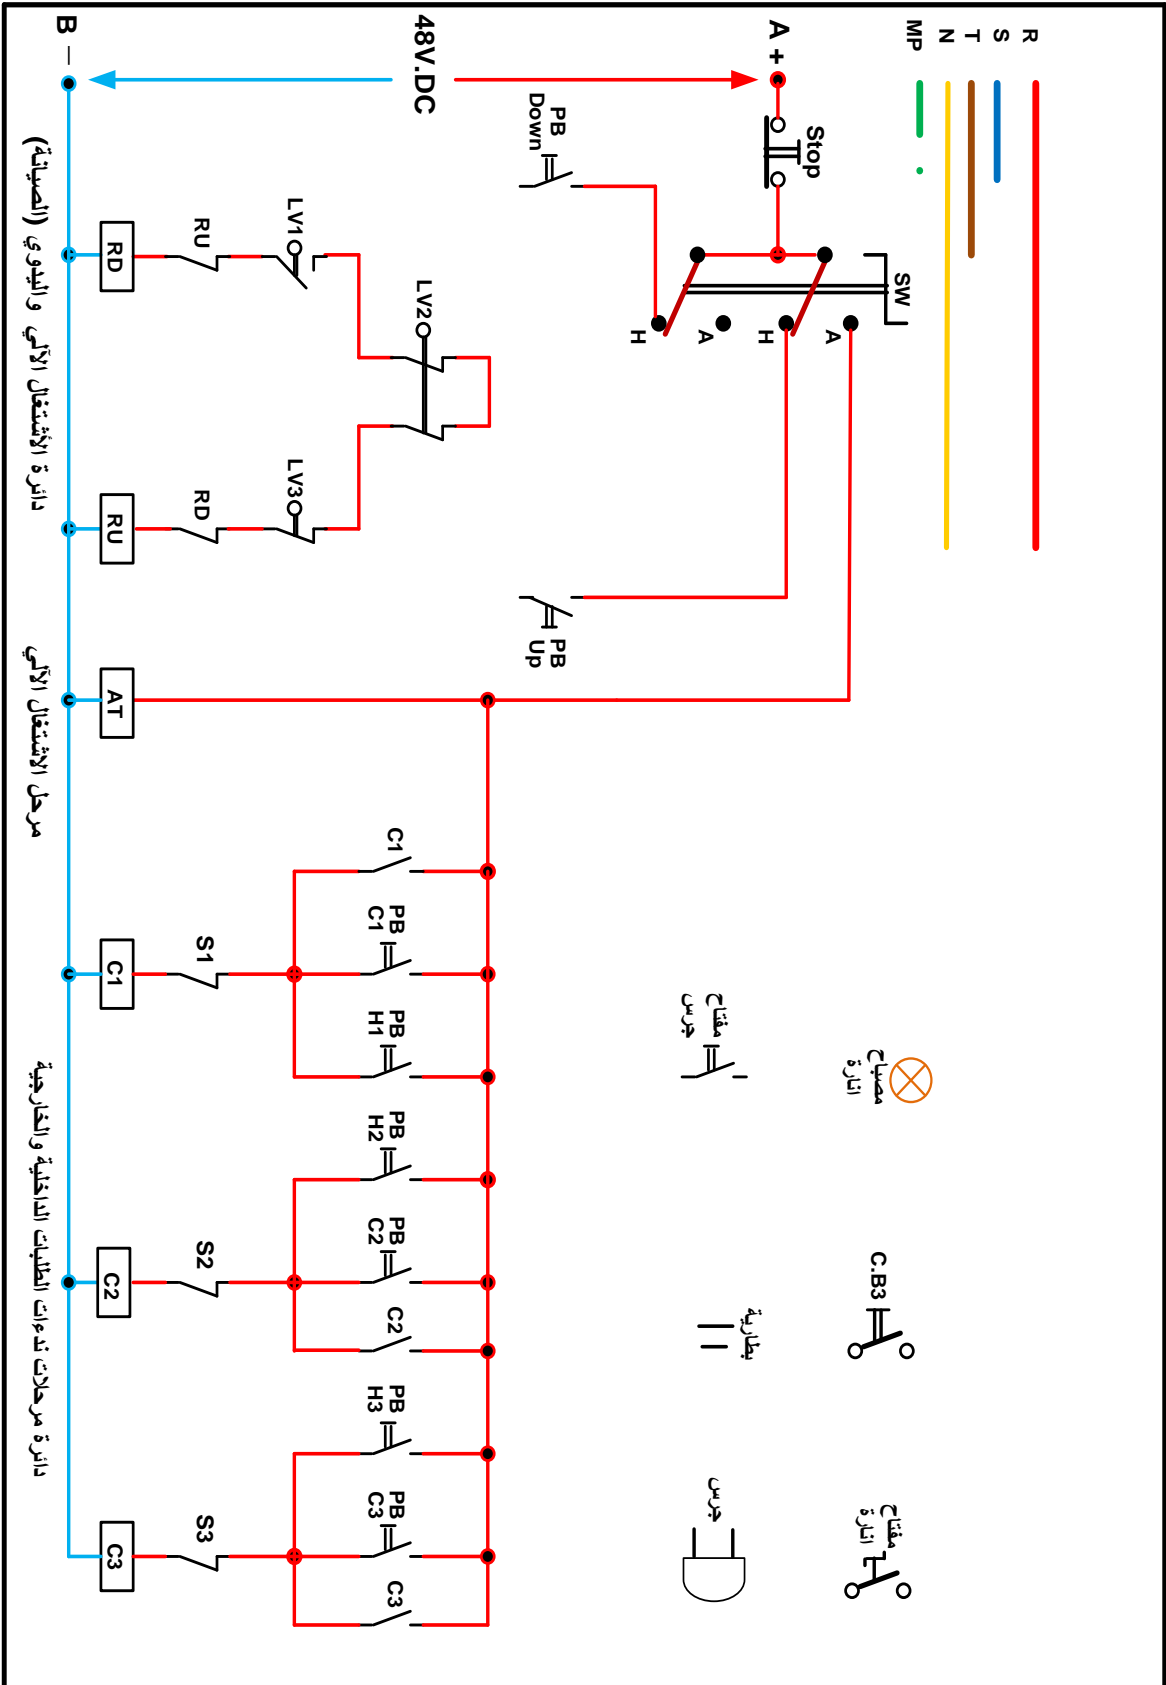 R
S
T
N
MP
A +
Stop
SW
A
H
A
H
48V.DC
PB
Down
PB
Up
B –
LV1
LV2
LV3
RU
RD
RD
RU
AT
C1
PB
C1
PB
H1
PB
H2
PB
C2
C2
PB
H3
PB
C3
C3
S1
S2
S3
C1
C2
C3
مصباح
انارة
مفتاح
جرس
C.B3
بطارية
مفتاح
انارة
جرس
دائرة الأشتغال الآلي واليدوي (الصيانة)
مرحل الاشتغال الآلي
دائرة مرحلات ندءات الطلبات الداخلية والخارجية